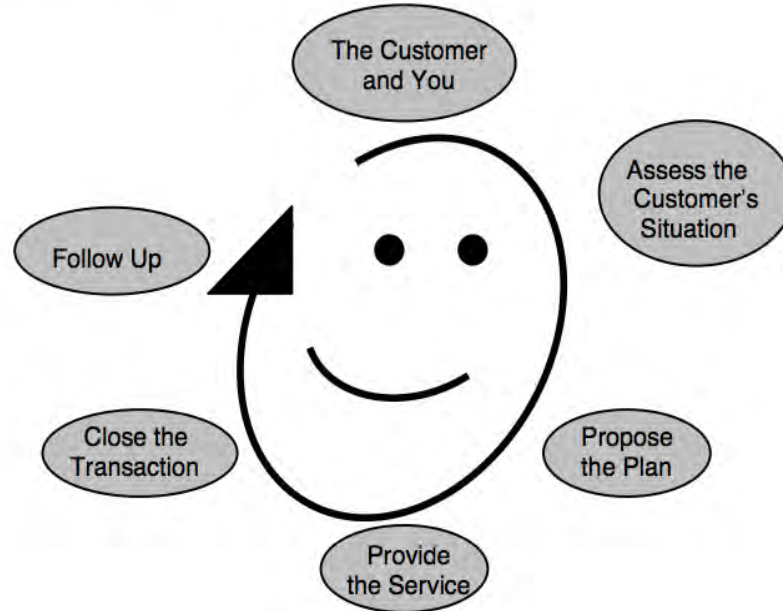 The Customer
and You
Assess the
Customer's
Situation
Propose
the Plan
Provide
the Service
Close the
Transaction
Follow Up